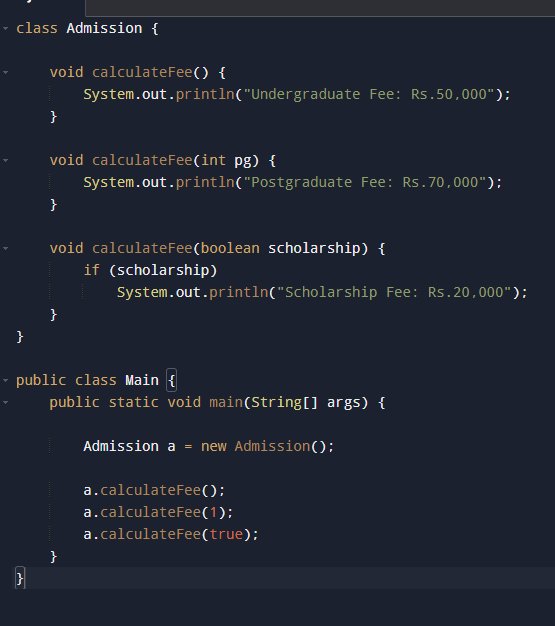 class Admission {
void calculateFee() {
System.out.println("Undergraduate Fee: Rs.50,000");
}
void calculateFee(int pg) {
System.out.println("Postgraduate Fee: Rs.70,000");
}
void calculateFee(boolean scholarship) {
if (scholarship)
System.out.println("Scholarship Fee: Rs.20,000");
}
}
public class Main {
public static void main(String[] args) {
Admission a = new Admission();
a.calculateFee();
a.calculateFee(1);
a.calculateFee(true);
}
}